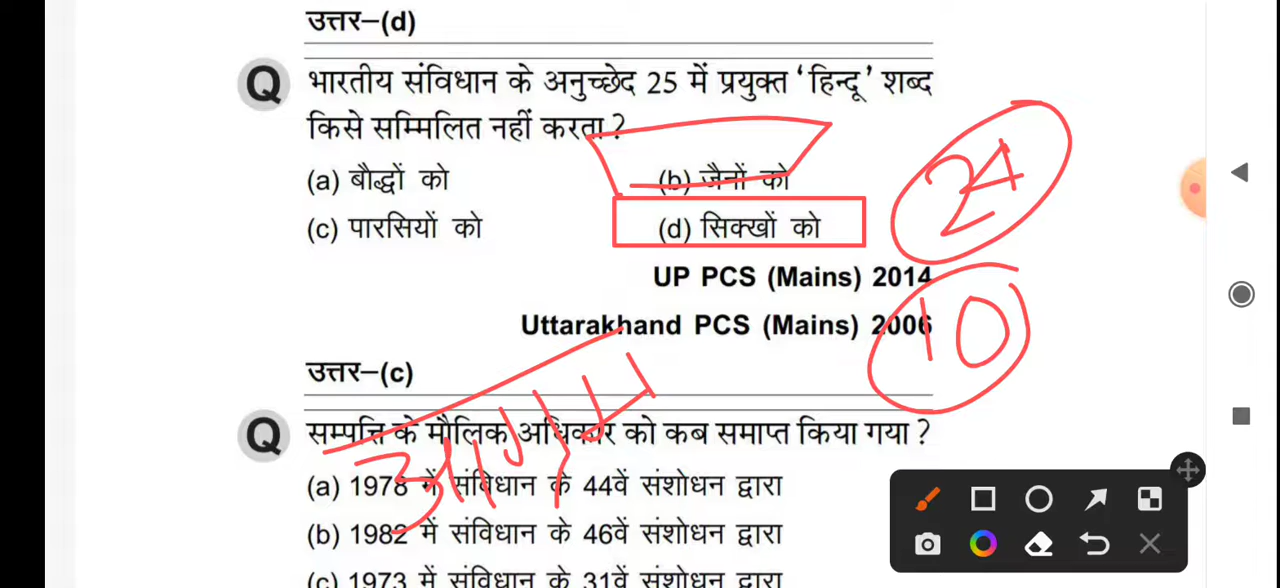 उत्तर–(d)
Q भारतीय संविधान के अनुच्छेद 25 में प्रयुक्त ‘हिन्दू’ शब्द
किसे सम्मिलित नहीं करता ?
(a) बौद्धों को (b) जैनों को
(c) पारसियों को (d) सिक्खों को
24
UP PCS (Mains) 2014
Uttarakhand PCS (Mains) 2006
10
उत्तर–(c)
Q सम्पत्ति के मौलिक अधिकार को कब समाप्त किया गया ?
(a) 1978 में संविधान के 44वें संशोधन द्वारा
(b) 1982 में संविधान के 46वें संशोधन द्वारा
(c) 1973 में संविधान के 31वें संशोधन द्वारा